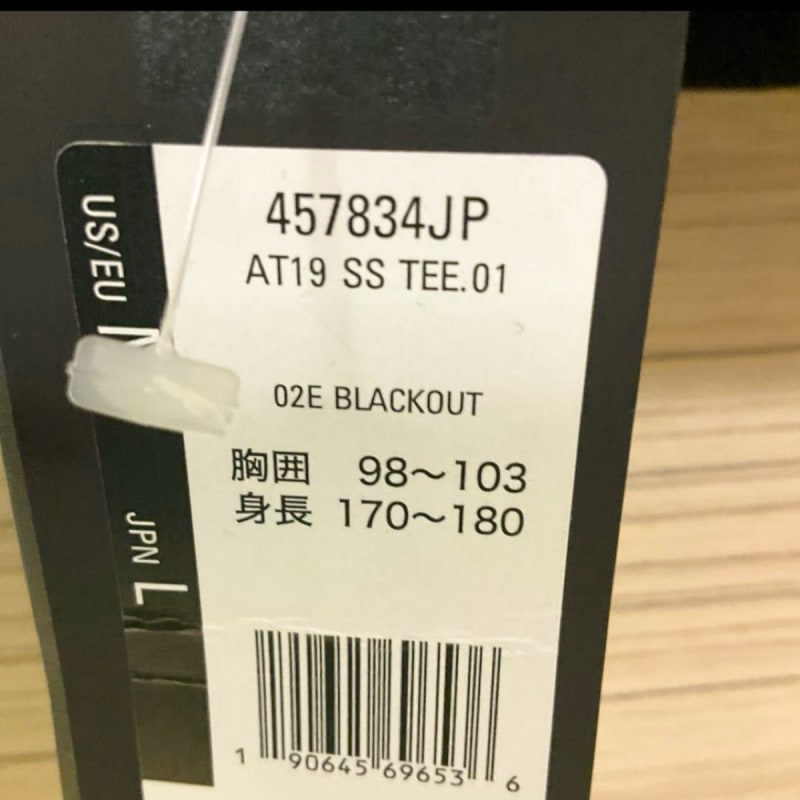 457834JP
AT19 SS TEE.01
US/EU
02E BLACKOUT
胸囲 98～103
身長 170～180
JPN L
1 90645 69653 6